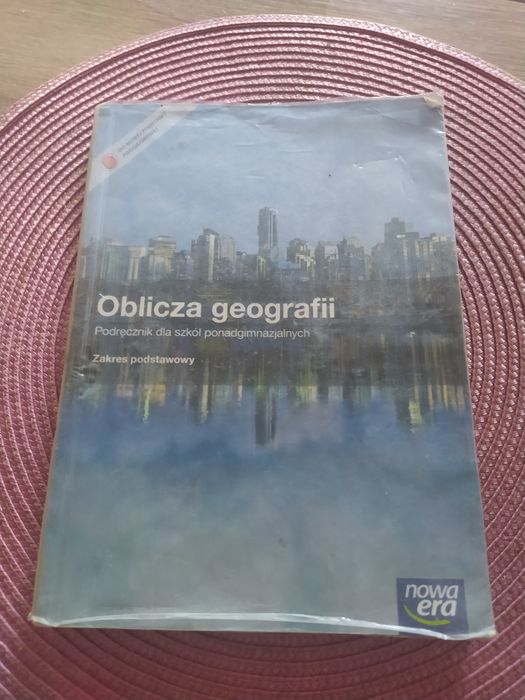 Oblicza geografii
Podręcznik dla szkół ponadgimnazjalnych
Zakres podstawowy
nowa
era